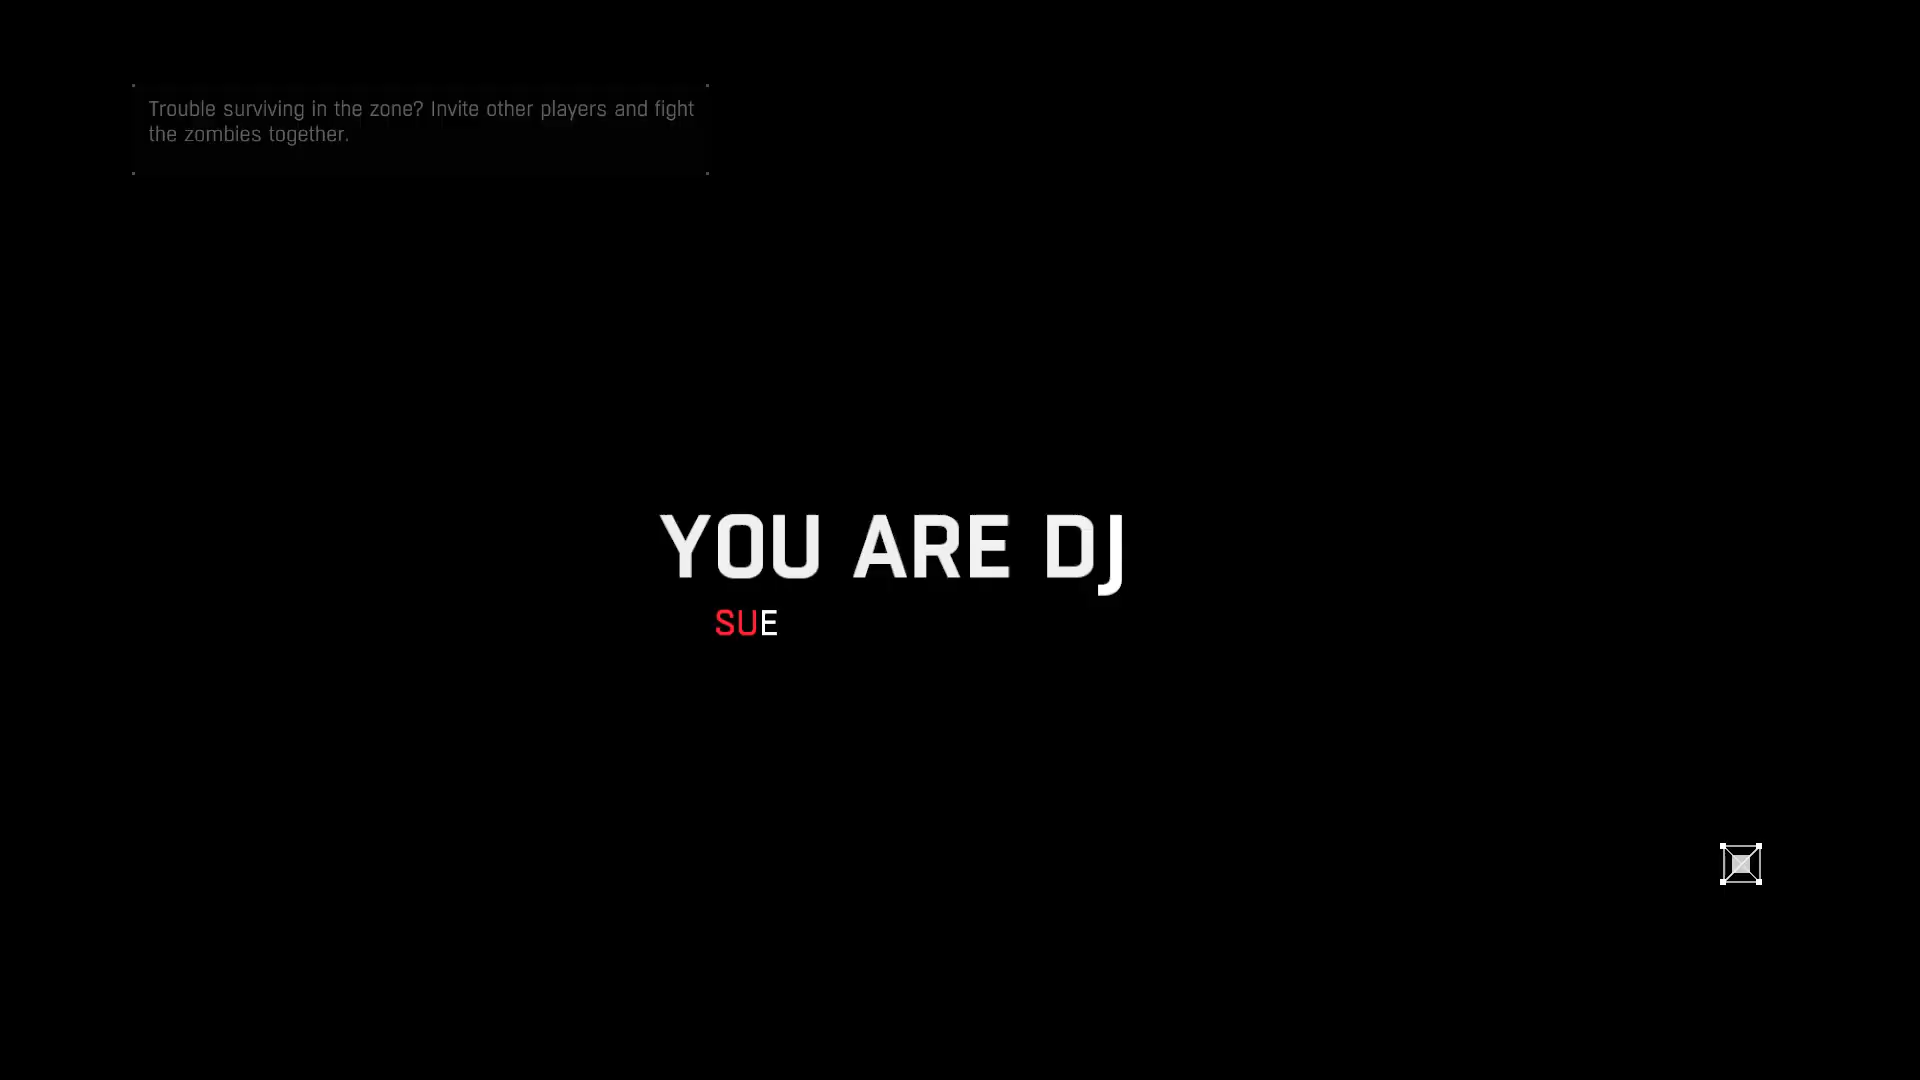 Trouble surviving in the zone? Invite other players and fight
the zombies together.
YOU ARE DJ
SUE